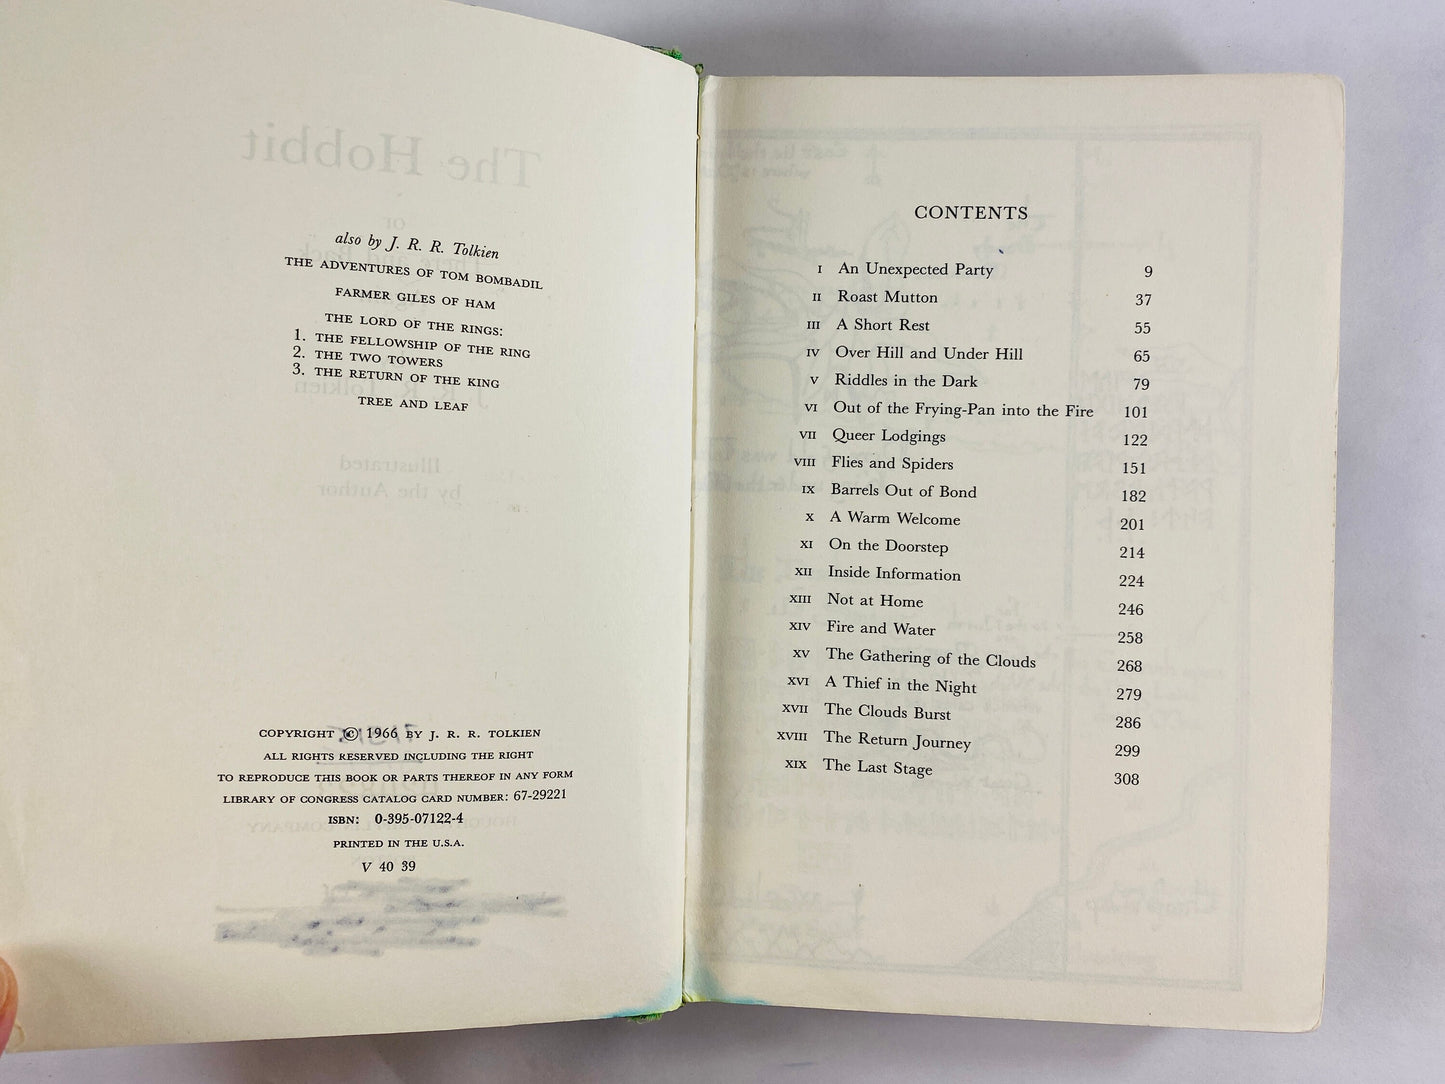 also by J. R. R. Tolkien
THE ADVENTURES OF TOM BOMBADIL
FARMER GILES OF HAM
THE LORD OF THE RINGS:
1. THE FELLOWSHIP OF THE RING
2. THE TWO TOWERS
3. THE RETURN OF THE KING
TREE AND LEAF
COPYRIGHT © 1966 BY J. R. R. TOLKIEN
ALL RIGHTS RESERVED INCLUDING THE RIGHT
TO REPRODUCE THIS BOOK OR PARTS THEREOF IN ANY FORM
LIBRARY OF CONGRESS CATALOG CARD NUMBER: 67-29221
ISBN: 0-395-07122-4
PRINTED IN THE U.S.A.
V 40 39
CONTENTS
I An Unexpected Party 9
II Roast Mutton 37
III A Short Rest 55
IV Over Hill and Under Hill 65
V Riddles in the Dark 79
VI Out of the Frying-Pan into the Fire 101
VII Queer Lodgings 122
VIII Flies and Spiders 151
IX Barrels Out of Bond 182
X A Warm Welcome 201
XI On the Doorstep 214
XII Inside Information 224
XIII Not at Home 246
XIV Fire and Water 258
XV The Gathering of the Clouds 268
XVI A Thief in the Night 279
XVII The Clouds Burst 286
XVIII The Return Journey 299
XIX The Last Stage 308